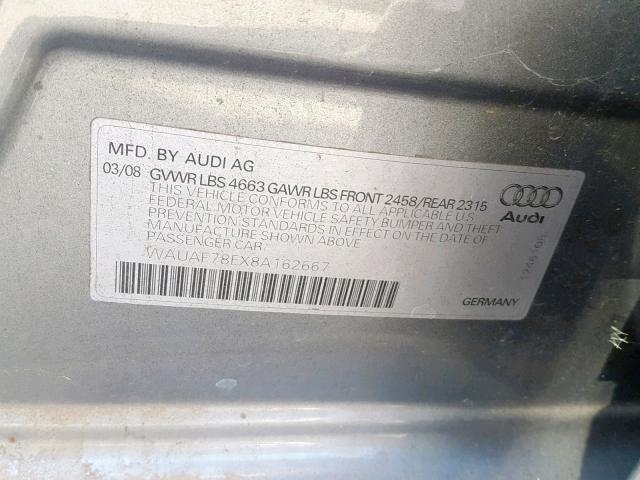 MFD. BY AUDI AG
03/08 GVWR LBS 4663 GAWR LBS FRONT 2458/REAR 2315
THIS VEHICLE CONFORMS TO ALL APPLICABLE U.S
FEDERAL MOTOR VEHICLE SAFETY BUMPER AND THEFT
PREVENTION STANDARDS IN EFFECT ON THE DATE OF
MANUFACTURE SHOWN ABOVE
PASSENGER CAR
WAUAF78EX8A162667
Audi
GERMANY